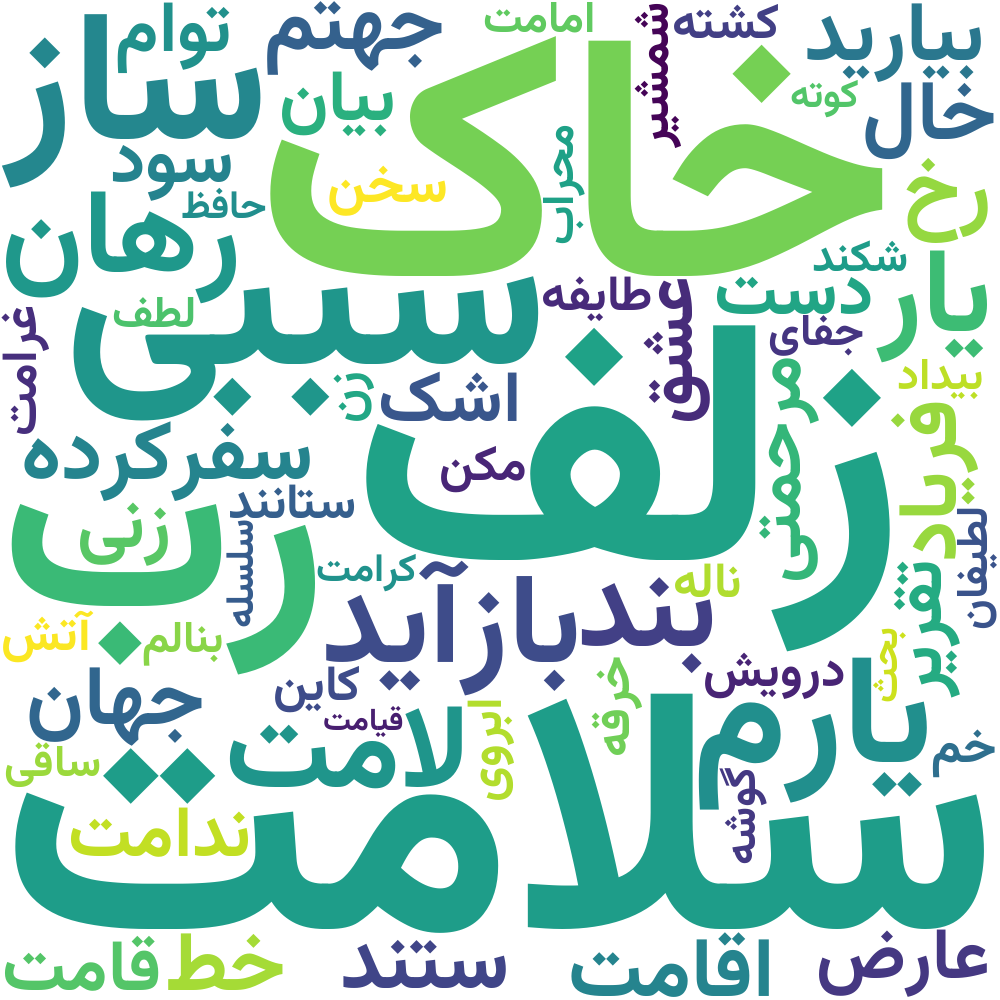 جهتم
توام
امامت
کشته
شمشیر
بیارید
خاک
ساز
بیان
خال
کوته
سود
سخن
محراب
رخ
حافظ
رهان
شکند
یار
سببی
لطف
طایفه
دست
عشق
جفای
غرامت
زلف
زن
اشک
مرحمتی
بیداد
سفرکرده
مکن
فریاد
ستانند
رب
زنی
سلسله
لطیفان
کرامت
ناله
تقریر
بازآید
بند
آتش
بنالم
بحث
درویش
خرقه
جهان
کاین
قیامت
ابروی
یارم
خم
ساقی
لامت
گوشه
سلامت
ندامت
قامت
خط
ستند
اقامت
عارض